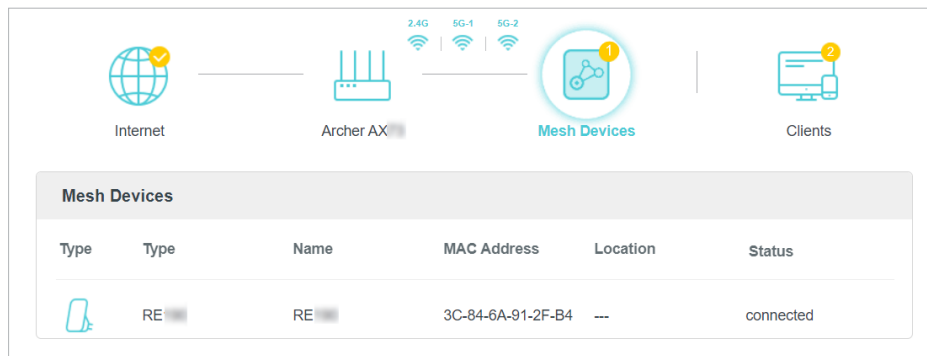 2.4G 5G-1 5G-2
1
2
Internet
Archer AX
Mesh Devices
Clients
Mesh Devices
Type Type Name MAC Address Location Status
RE RE 3C-84-6A-91-2F-B4 --- connected